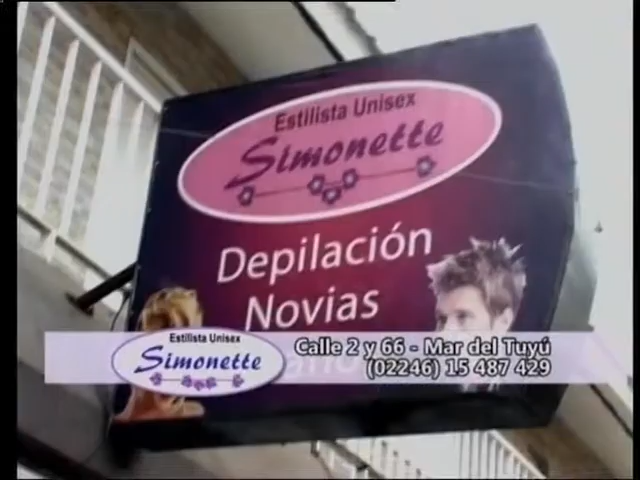 Estilista Unisex
Simonette
Depilación
Novias
Estilista Unisex
Simonette
Calle 2 y 66 - Mar del Tuyú
(02246) 15 487 429